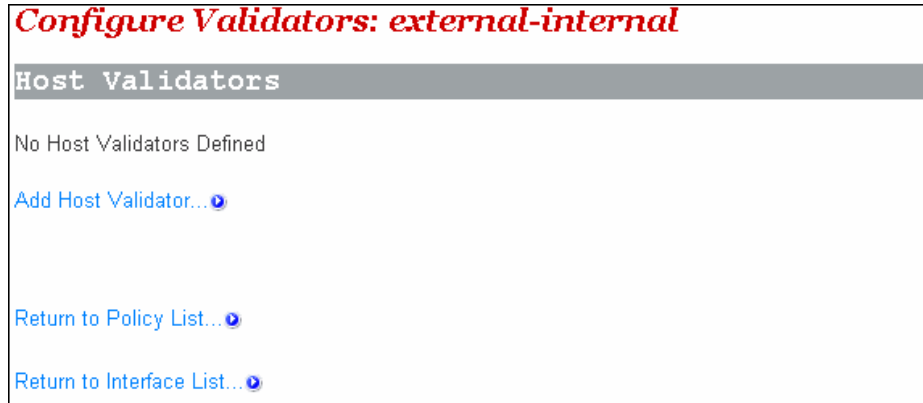 Configure Validators: external-internal
Host Validators
No Host Validators Defined
Add Host Validator...
Return to Policy List...
Return to Interface List...